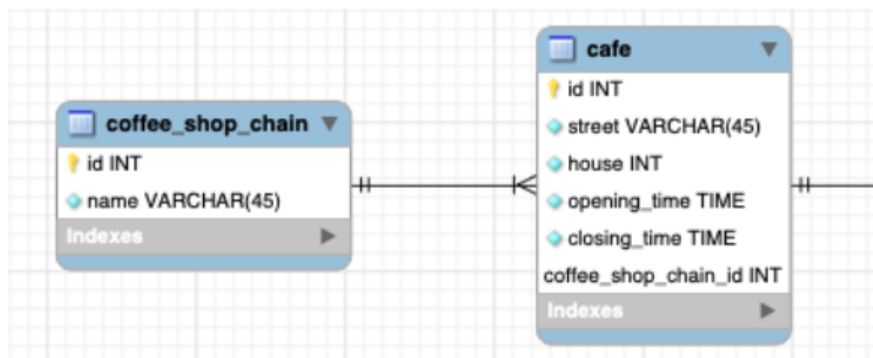 coffee_shop_chain
id INT
name VARCHAR(45)
Indexes
cafe
id INT
street VARCHAR(45)
house INT
opening_time TIME
closing_time TIME
coffee_shop_chain_id INT
Indexes